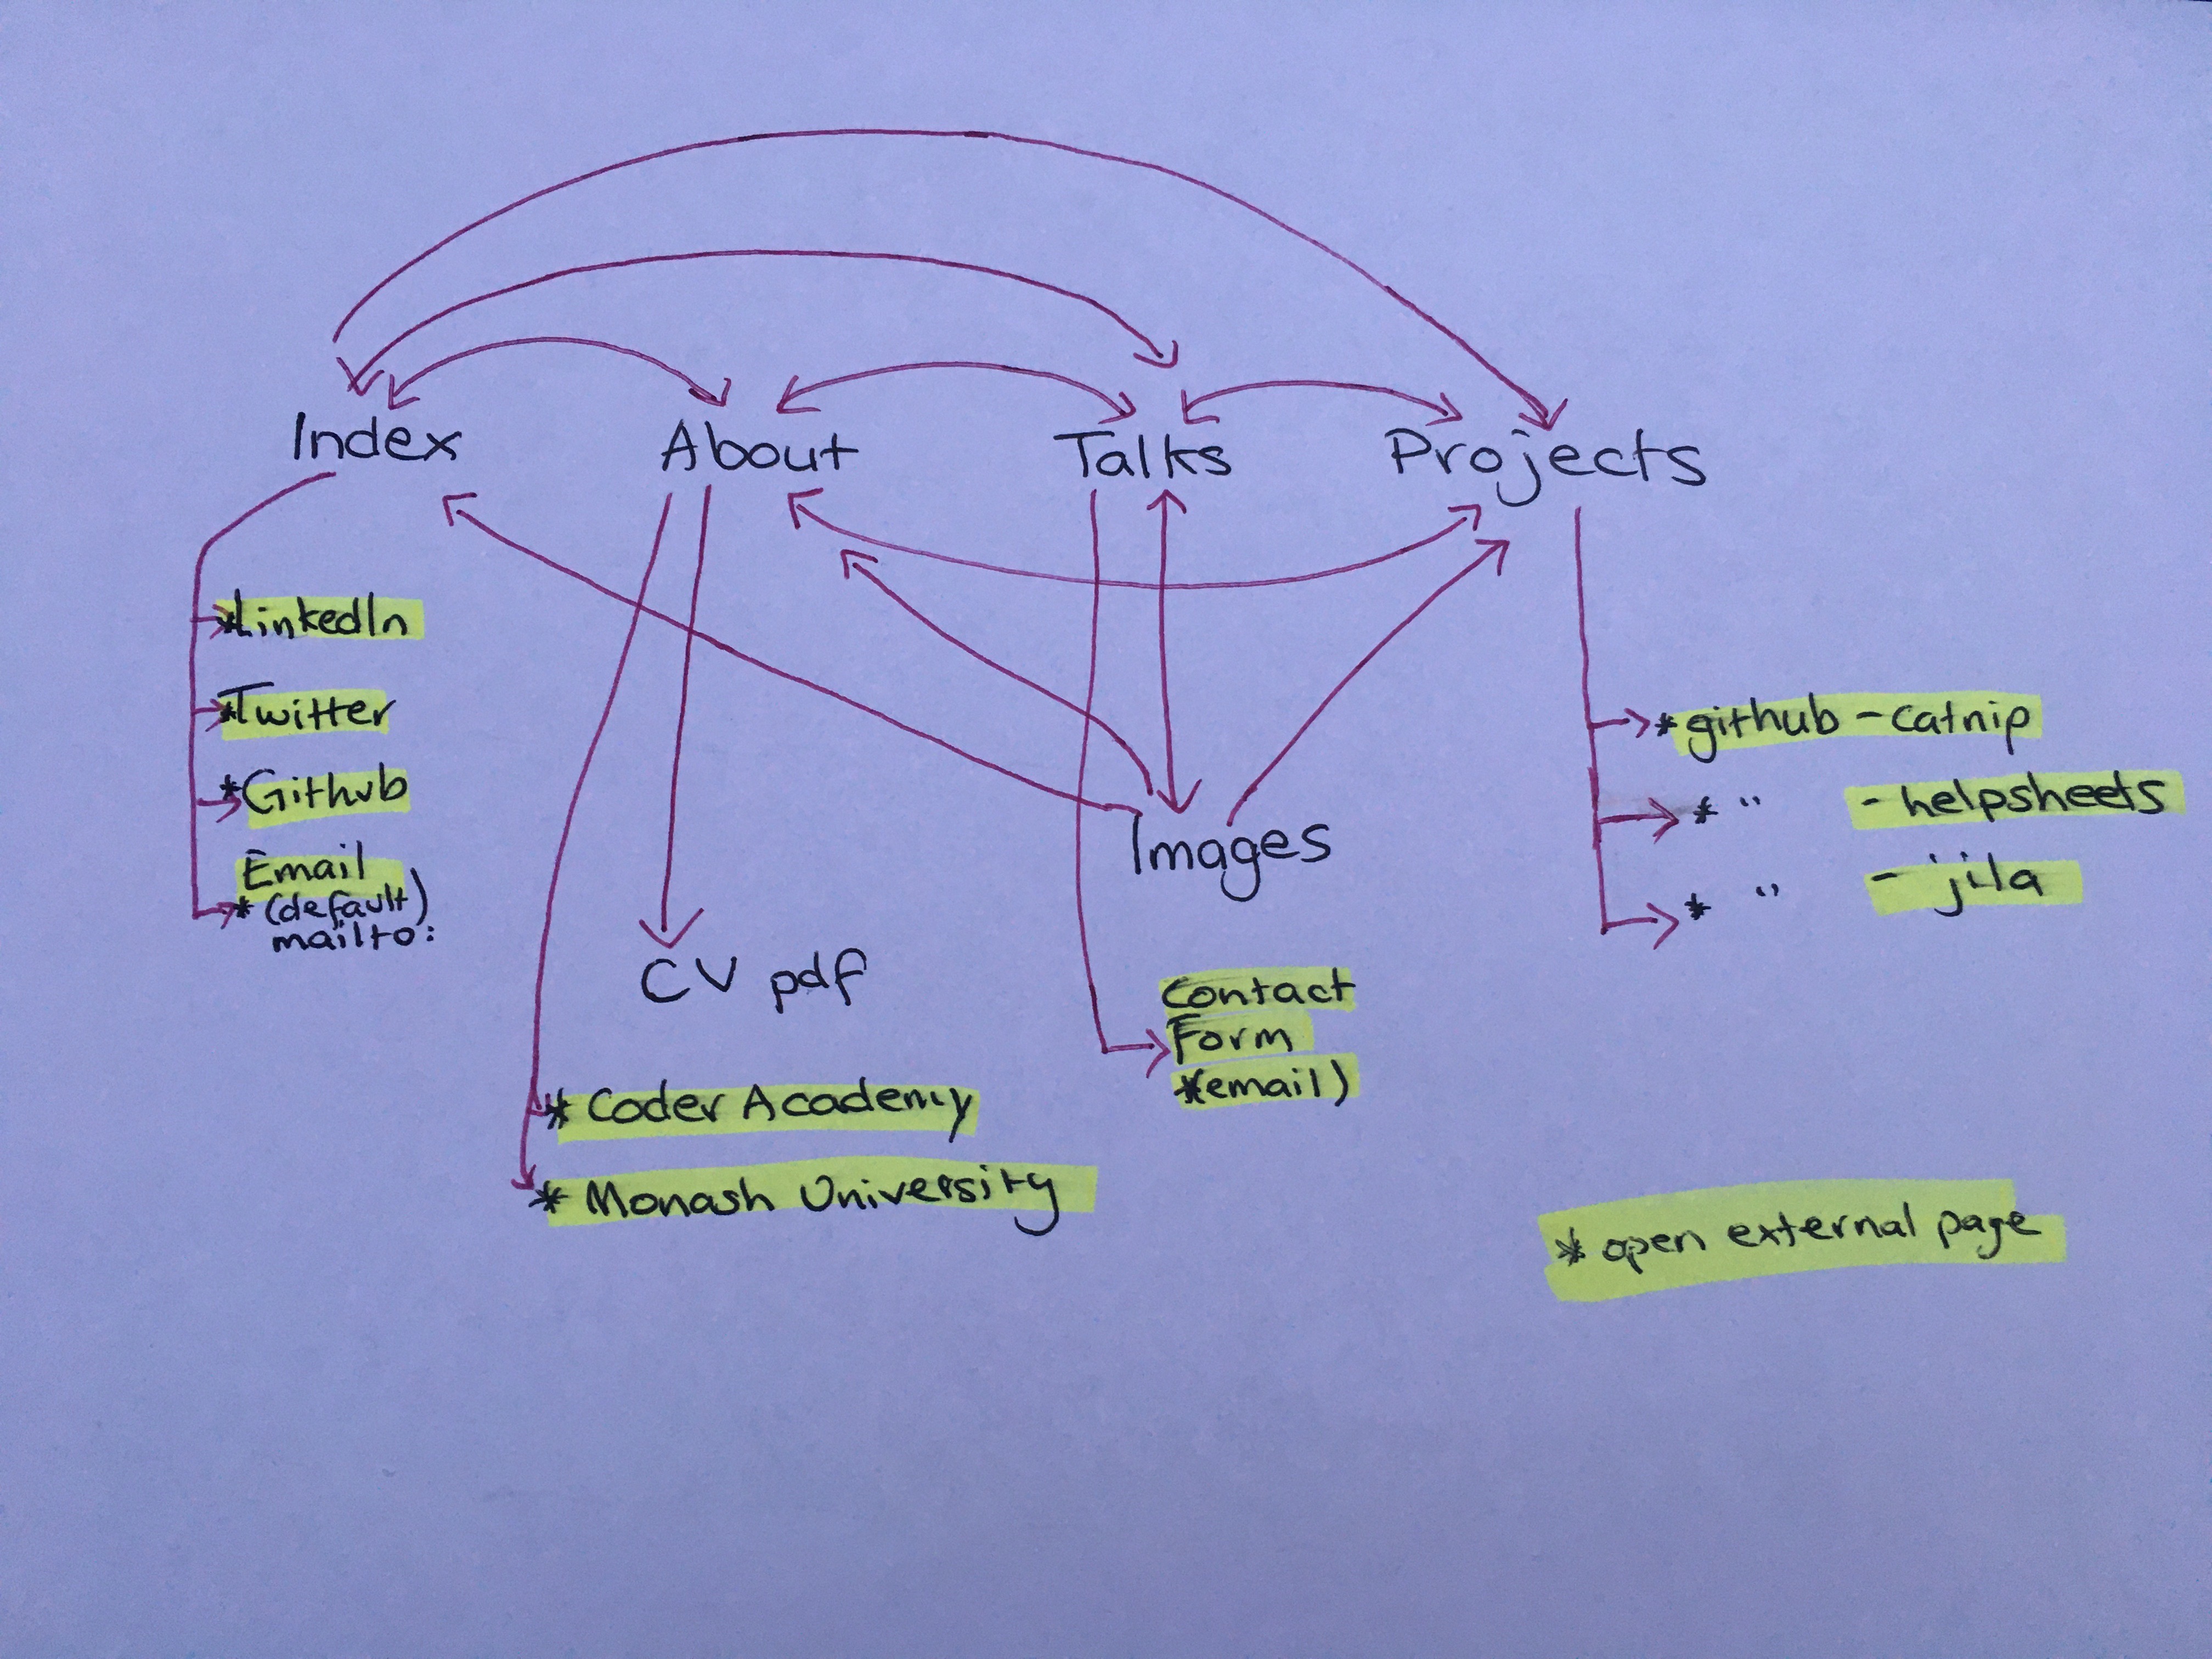 Index About Talks Projects
*LinkedIn
*Twitter
*Github
Email
*(default)
mailto:
Images
CV pdf
*Coder Academy
*Monash University
Contact
Form
*(email)
*github - catnip
* " - helpsheets
* " - jila
* open external page